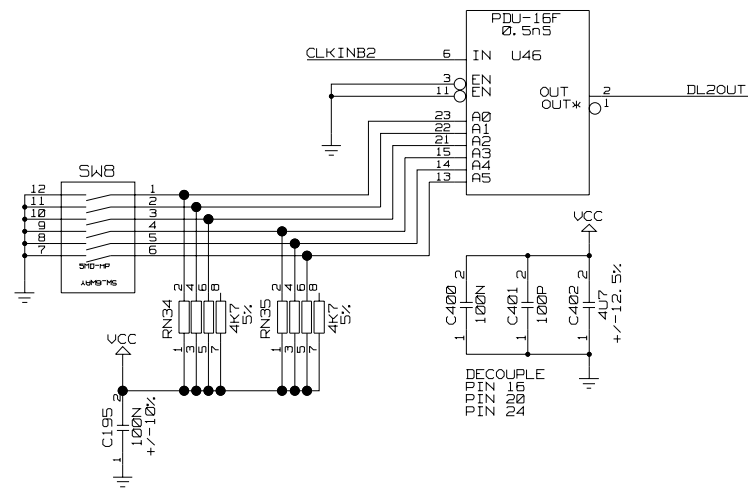 PDU-16F
0.5nS
CLKINB2
6
IN
U46
3
EN
11
EN
OUT
2
DL2OUT
OUT*
1
23
A0
22
A1
21
A2
15
A3
14
A4
13
A5
SW8
12
1
11
2
10
3
9
4
8
5
7
6
SMD-MP
SW-6WAY
VCC
2 4 6 8
RN34
4K7
5%
1 3 5 7
2 4 6 8
RN35
4K7
5%
1 3 5 7
2
C400
100N
1
2
C401
100P
1
2
C402
4U7
+/-12.5%
1
VCC
2
C195
100N
+/-10%
1
DECOUPLE
PIN 16
PIN 20
PIN 24